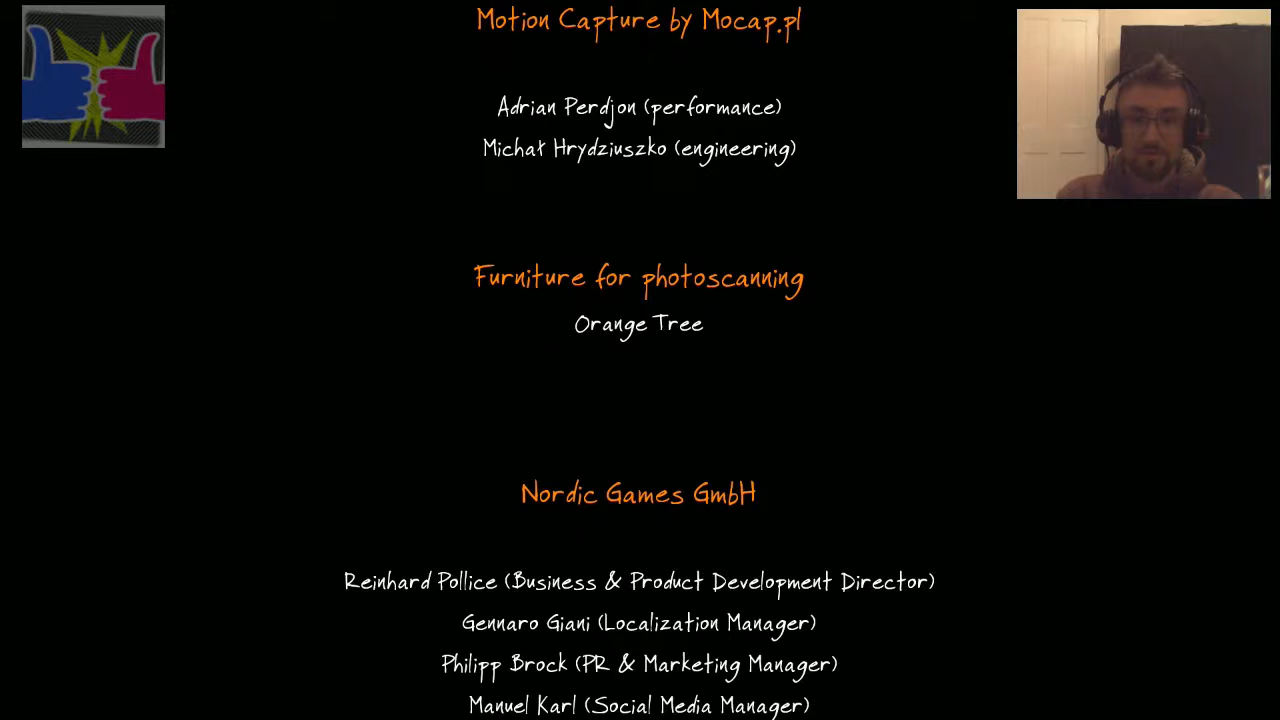 Motion Capture by Mocap.pl
Adrian Perdjon (performance)
Michał Hrydziuszko (engineering)
Furniture for photoscanning
Orange Tree
Nordic Games GmbH
Reinhard Pollice (Business & Product Development Director)
Gennaro Giani (Localization Manager)
Philipp Brock (PR & Marketing Manager)
Manuel Karl (Social Media Manager)